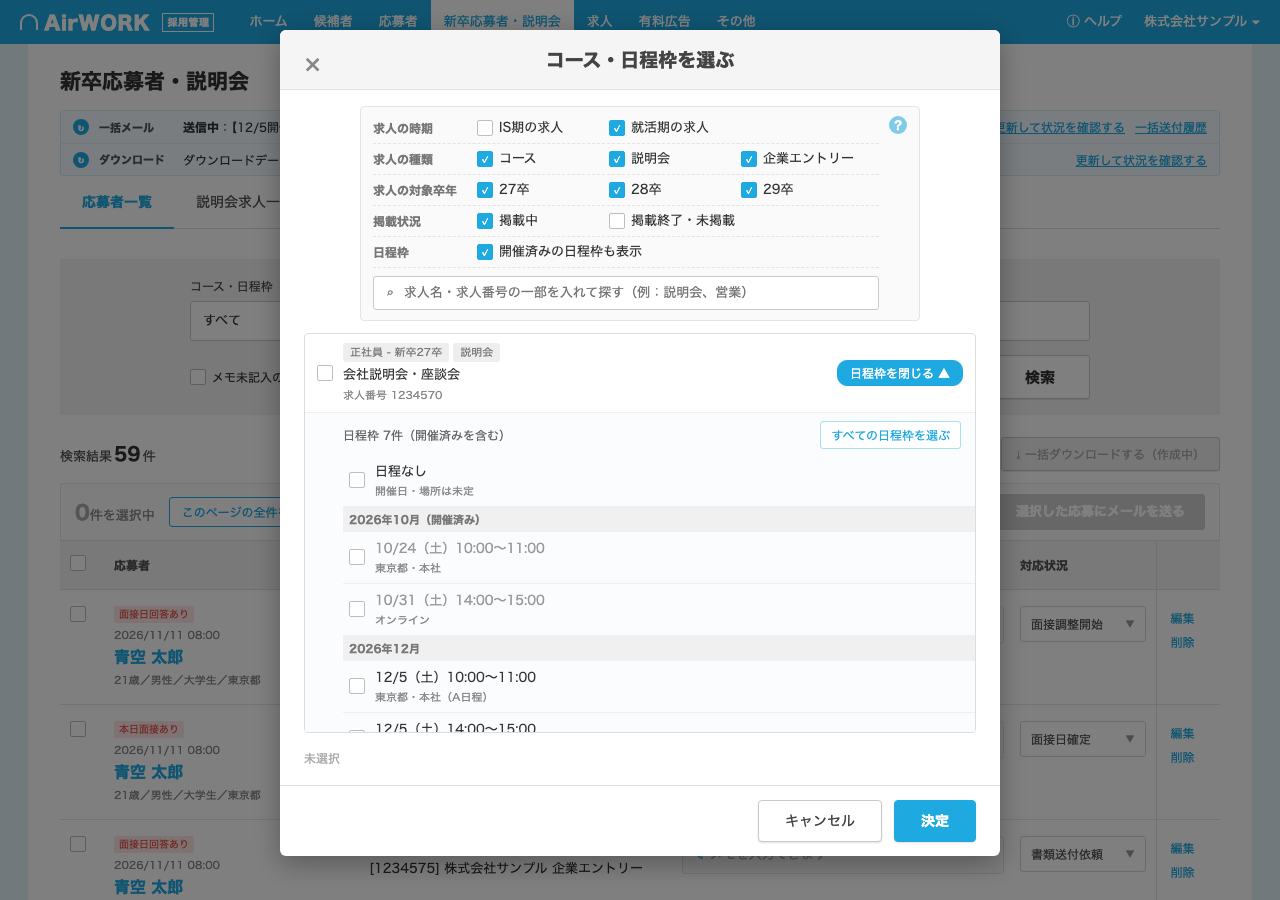 AirWORK 採用管理 ホーム 候補者 応募者 新卒応募者・説明会 求人 有料広告 その他 ヘルプ 株式会社サンプル
コース・日程枠を選ぶ
新卒応募者・説明会
一括メール 送信中：【12/5開
更新して状況を確認する 一括送付履歴
ダウンロード ダウンロードデー
更新して状況を確認する
応募者一覧 説明会求人一
コース・日程枠
すべて
メモ未記入の
検索
検索結果59件
↓一括ダウンロードする（作成中）
0件を選択中 このページの全件
選択した応募にメールを送る
応募者 対応状況
面接日回答あり
2026/11/11 08:00
青空 太郎
21歳／男性／大学生／東京都
面接調整開始 ▼ 編集
削除
本日面接あり
2026/11/11 08:00
青空 太郎
21歳／男性／大学生／東京都
面接日確定 ▼ 編集
削除
面接日回答あり
2026/11/11 08:00
青空 太郎
[1234575] 株式会社サンプル 企業エントリー
書類送付依頼 ▼ 編集
削除
求人の時期 IS期の求人 就活期の求人 ?
求人の種類 コース 説明会 企業エントリー
求人の対象卒年 27卒 28卒 29卒
掲載状況 掲載中 掲載終了・未掲載
日程枠 開催済みの日程枠も表示
求人名・求人番号の一部を入れて探す（例：説明会、営業）
正社員 - 新卒27卒 説明会
会社説明会・座談会
求人番号 1234570
日程枠を閉じる ▲
日程枠 7件（開催済みを含む） すべての日程枠を選ぶ
日程なし
開催日・場所は未定
2026年10月（開催済み）
10/24（土）10:00〜11:00
東京都・本社
10/31（土）14:00〜15:00
オンライン
2026年12月
12/5（土）10:00〜11:00
東京都・本社（A日程）
12/5（土）14:00〜15:00
未選択
キャンセル 決定